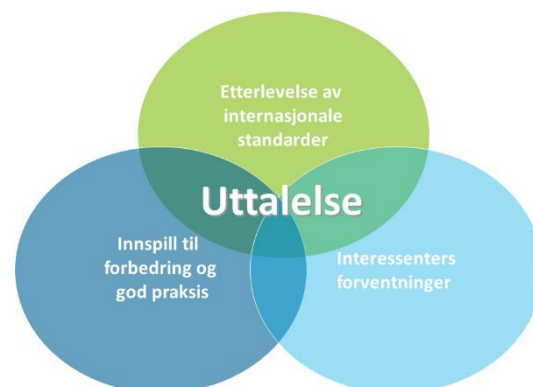 Etterlevelse av
internasjonale
standarder
Uttalelse
Innspill til
forbedring og
god praksis
Interessenters
forventninger